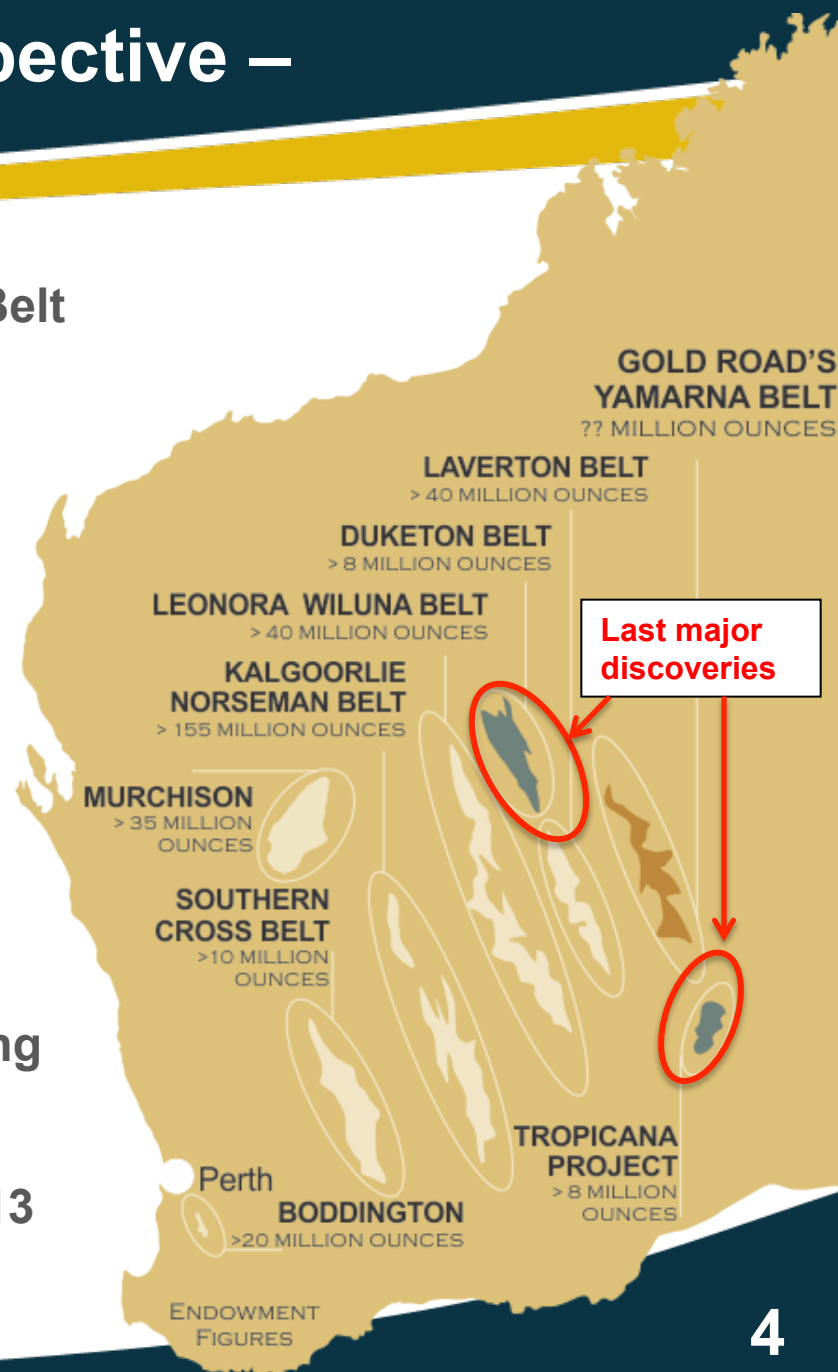 pective –
Belt
GOLD ROAD'S
YAMARNA BELT
?? MILLION OUNCES
LAVERTON BELT
> 40 MILLION OUNCES
DUKETON BELT
> 8 MILLION OUNCES
LEONORA WILUNA BELT
> 40 MILLION OUNCES
Last major
discoveries
KALGOORLIE
NORSEMAN BELT
> 155 MILLION OUNCES
MURCHISON
> 35 MILLION
OUNCES
SOUTHERN
CROSS BELT
>10 MILLION
OUNCES
ng
TROPICANA
PROJECT
> 8 MILLION
OUNCES
Perth
13
BODDINGTON
>20 MILLION OUNCES
ENDOWMENT
FIGURES
4